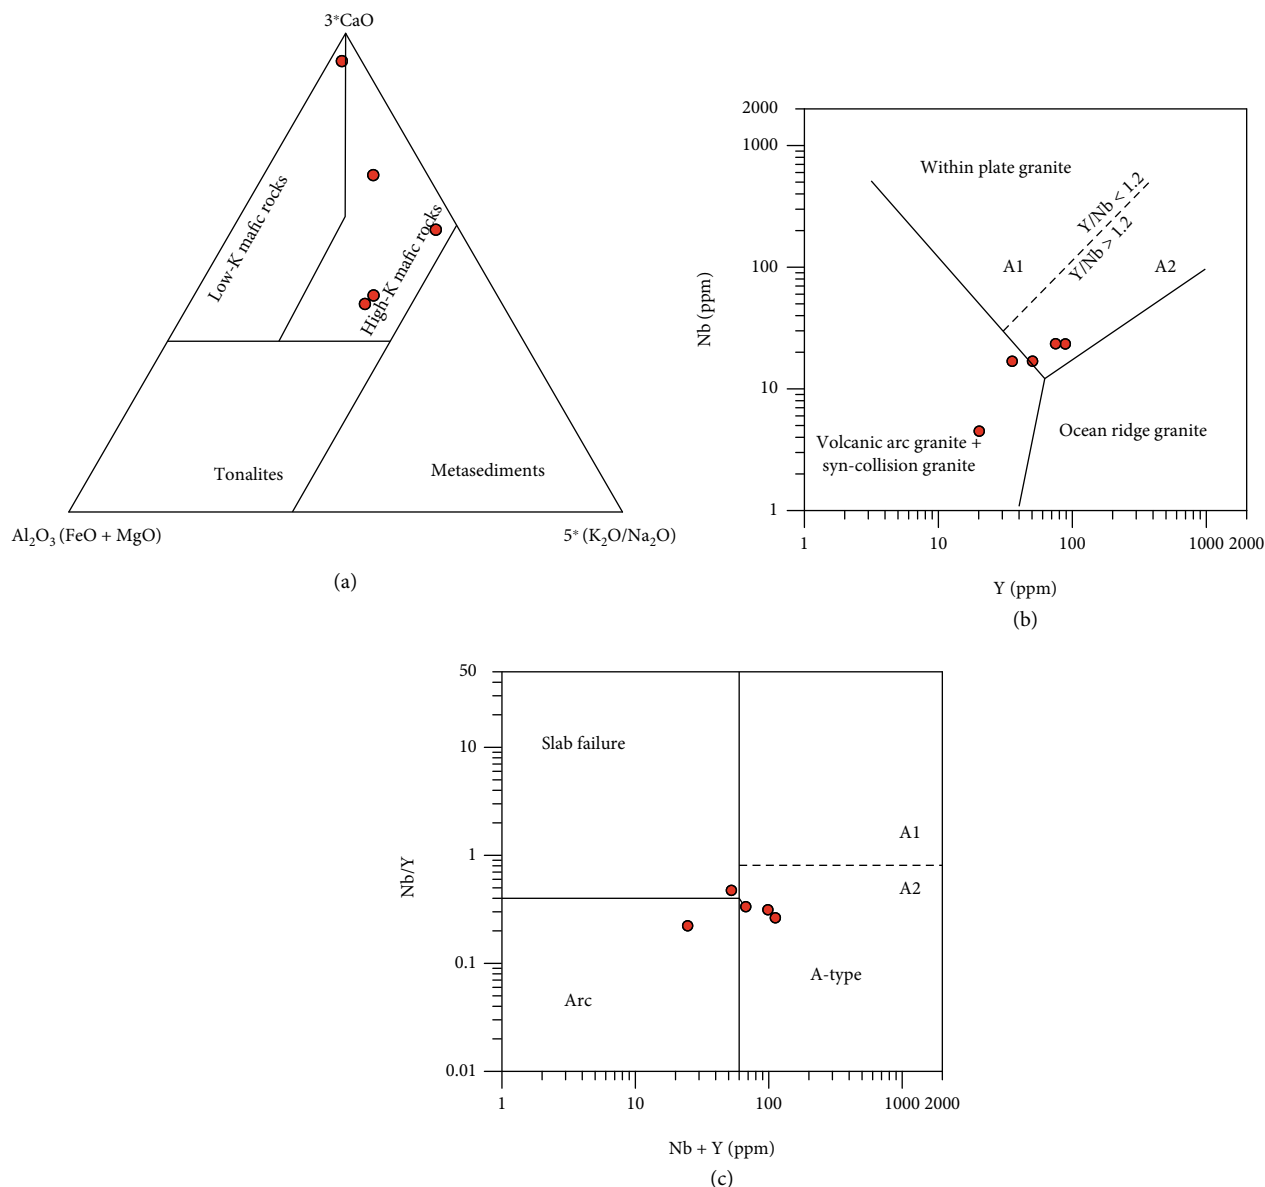 3*CaO
Low-K mafic rocks
High-K mafic rocks
Tonalites
Metasediments
Al₂O₃ (FeO + MgO)
5* (K₂O/Na₂O)
(a)
2000
1000
100
10
1
Nb (ppm)
Within plate granite
Y/Nb < 1.2
Y/Nb > 1.2
A1
A2
Volcanic arc granite +
syn-collision granite
Ocean ridge granite
1
10
100
1000
2000
Y (ppm)
(b)
50
10
1
0.1
0.01
Nb/Y
Slab failure
A1
A2
A-type
Arc
1
10
100
1000
2000
Nb + Y (ppm)
(c)